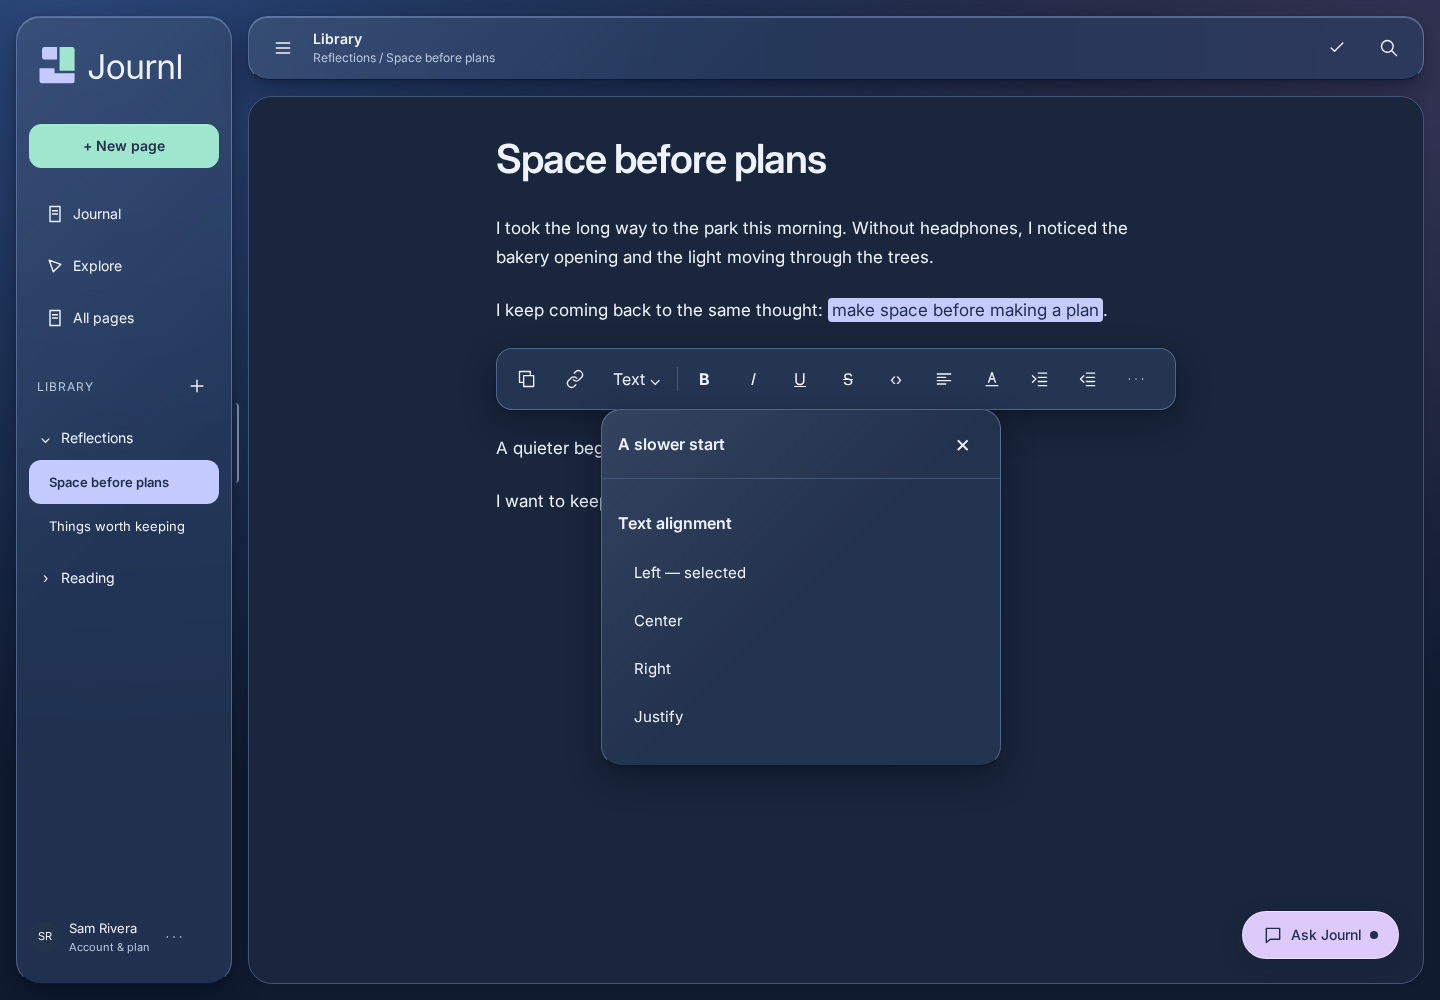 Journl
+ New page
Journal
Explore
All pages
LIBRARY
Reflections
Space before plans
Things worth keeping
Reading
SR
Sam Rivera
Account & plan
...
Library
Reflections / Space before plans
Space before plans
I took the long way to the park this morning. Without headphones, I noticed the
bakery opening and the light moving through the trees.
I keep coming back to the same thought: make space before making a plan.
Text B I U S ‹› A ...
A quieter beg
I want to keep
A slower start
Text alignment
Left — selected
Center
Right
Justify
Ask Journl